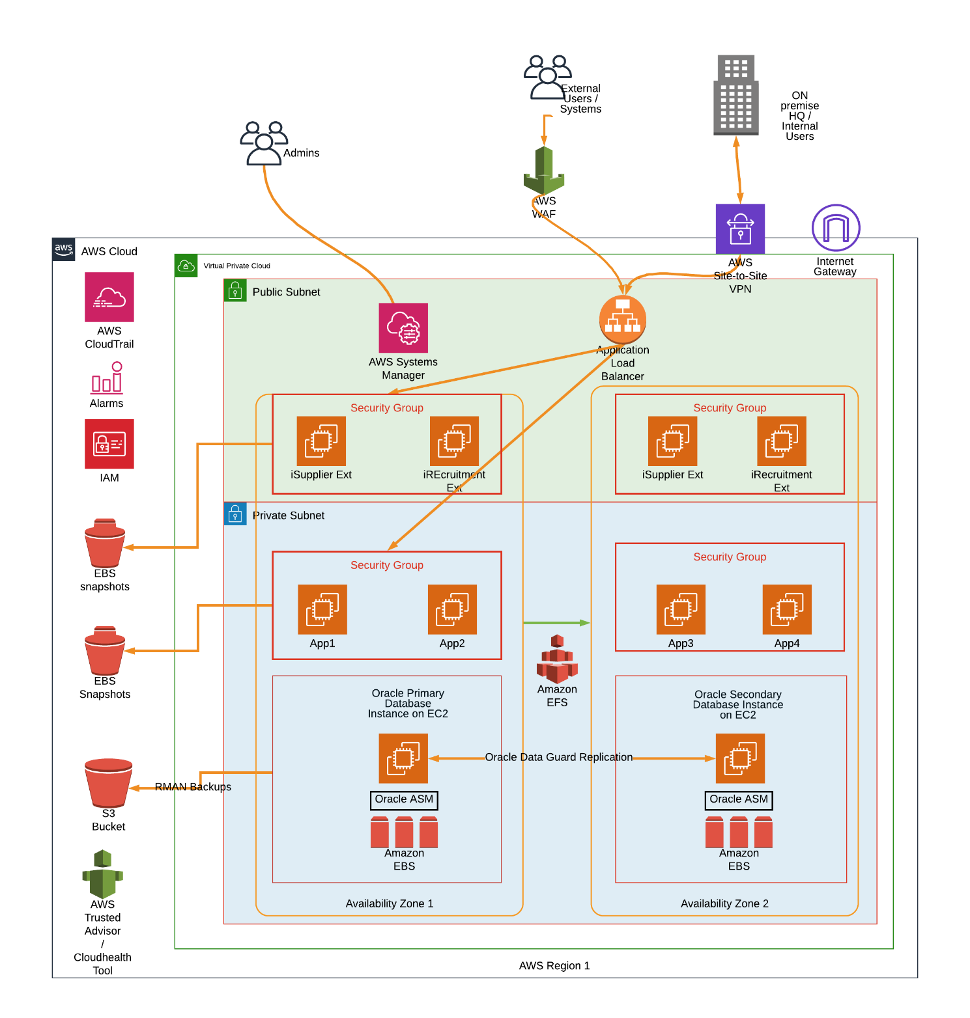 External
Users /
Systems
ON
premise
HQ /
Internal
Users
Admins
AWS
WAF
aws
AWS Cloud
AWS
Site-to-Site
VPN
Internet
Gateway
Virtual Private Cloud
Public Subnet
AWS
CloudTrail
AWS Systems
Manager
Application
Load
Balancer
Alarms
Security Group
Security Group
IAM
iSupplier Ext
iREcruitment
Ext
iSupplier Ext
iRecruitment
Ext
Private Subnet
EBS
snapshots
Security Group
Security Group
App1
App2
App3
App4
EBS
Snapshots
Amazon
EFS
Oracle Primary
Database
Instance on EC2
Oracle Secondary
Database Instance
on EC2
Oracle Data Guard Replication
RMAN Backups
Oracle ASM
Oracle ASM
S3
Bucket
Amazon
EBS
Amazon
EBS
AWS
Trusted
Advisor
/
Cloudhealth
Tool
Availability Zone 1
Availability Zone 2
AWS Region 1